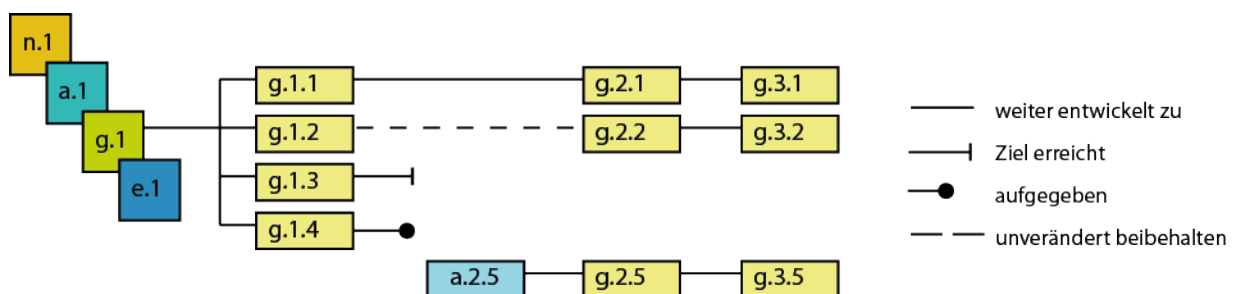 n.1
a.1
g.1
e.1
g.1.1
g.2.1
g.3.1
g.1.2
g.2.2
g.3.2
g.1.3
g.1.4
a.2.5
g.2.5
g.3.5
weiter entwickelt zu
Ziel erreicht
aufgegeben
unverändert beibehalten